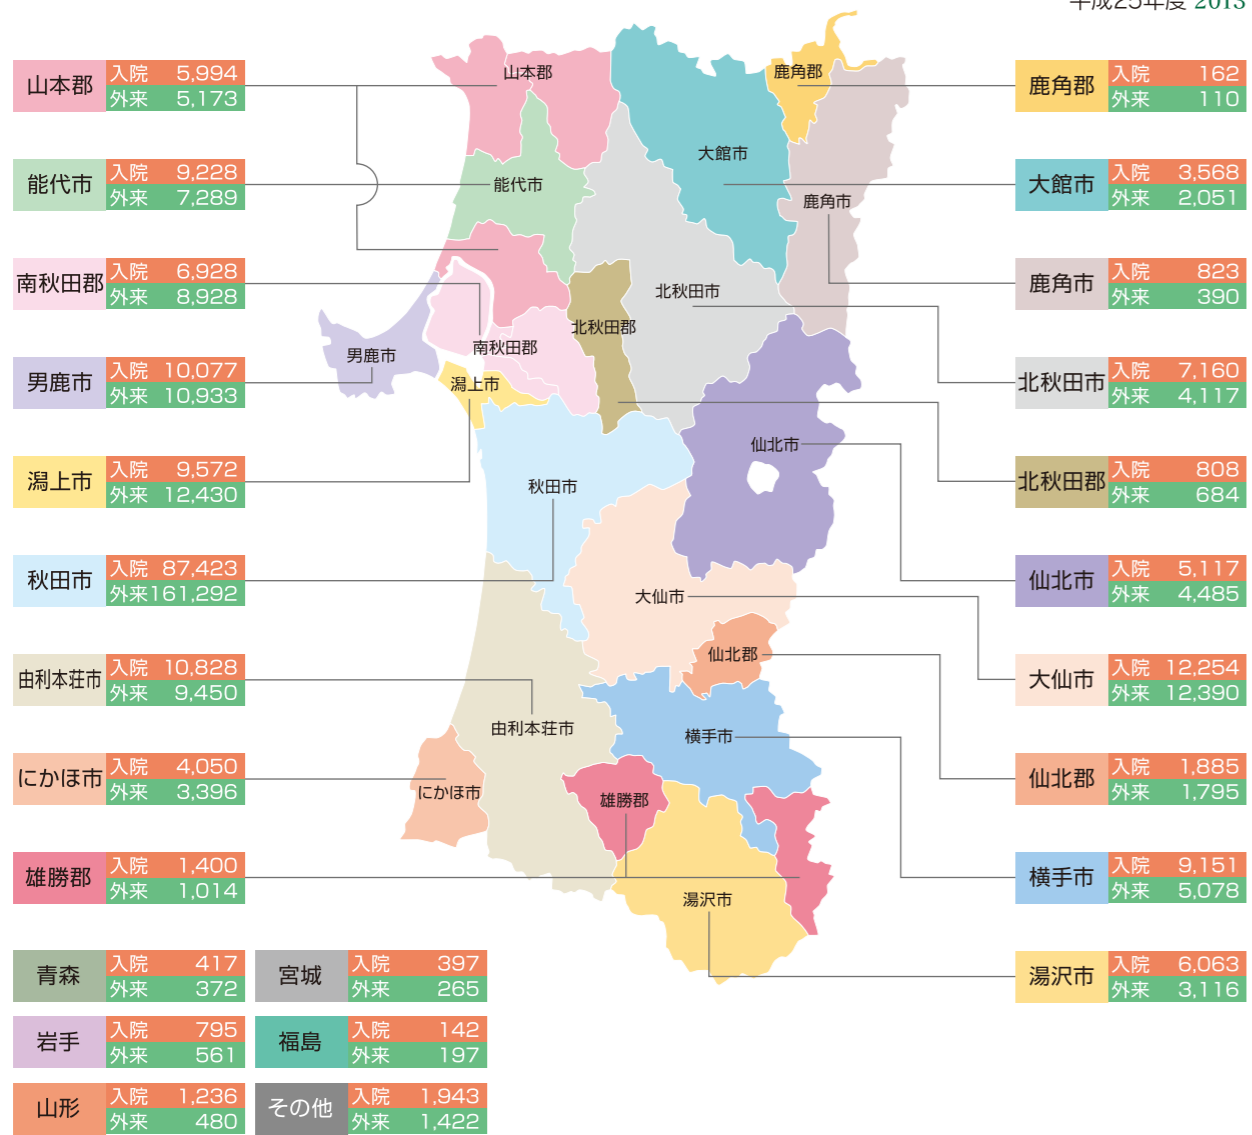 平成25年度 2013
山本郡 入院 5,994
外来 5,173
能代市 入院 9,228
外来 7,289
南秋田郡 入院 6,928
外来 8,928
男鹿市 入院 10,077
外来 10,933
潟上市 入院 9,572
外来 12,430
秋田市 入院 87,423
外来 161,292
由利本荘市 入院 10,828
外来 9,450
にかほ市 入院 4,050
外来 3,396
雄勝郡 入院 1,400
外来 1,014
青森 入院 417
外来 372
岩手 入院 795
外来 561
山形 入院 1,236
外来 480
宮城 入院 397
外来 265
福島 入院 142
外来 197
その他 入院 1,943
外来 1,422
山本郡
鹿角郡
大館市
能代市
鹿角市
北秋田市
北秋田郡
南秋田郡
男鹿市
潟上市
仙北市
秋田市
大仙市
仙北郡
由利本荘市
横手市
にかほ市
雄勝郡
湯沢市
鹿角郡 入院 162
外来 110
大館市 入院 3,568
外来 2,051
鹿角市 入院 823
外来 390
北秋田市 入院 7,160
外来 4,117
北秋田郡 入院 808
外来 684
仙北市 入院 5,117
外来 4,485
大仙市 入院 12,254
外来 12,390
仙北郡 入院 1,885
外来 1,795
横手市 入院 9,151
外来 5,078
湯沢市 入院 6,063
外来 3,116